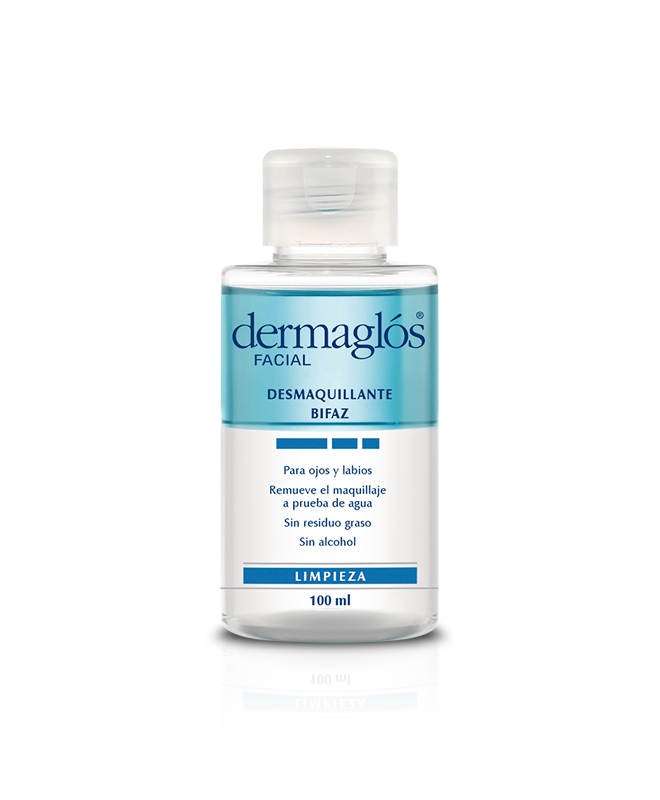 dermaglós®
FACIAL
DESMAQUILLANTE
BIFAZ
Para ojos y labios
Remueve el maquillaje
a prueba de agua
Sin residuo graso
Sin alcohol
LIMPIEZA
100 ml